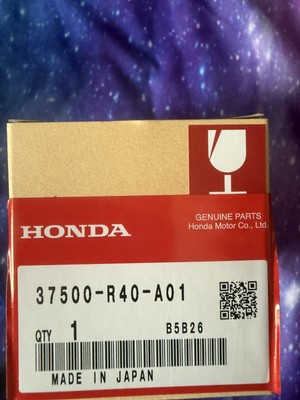 GENUINE PARTS
Honda Motor Co., Ltd.
HONDA
37500-R40-A01
QTY 1 B5B26
MADE IN JAPAN